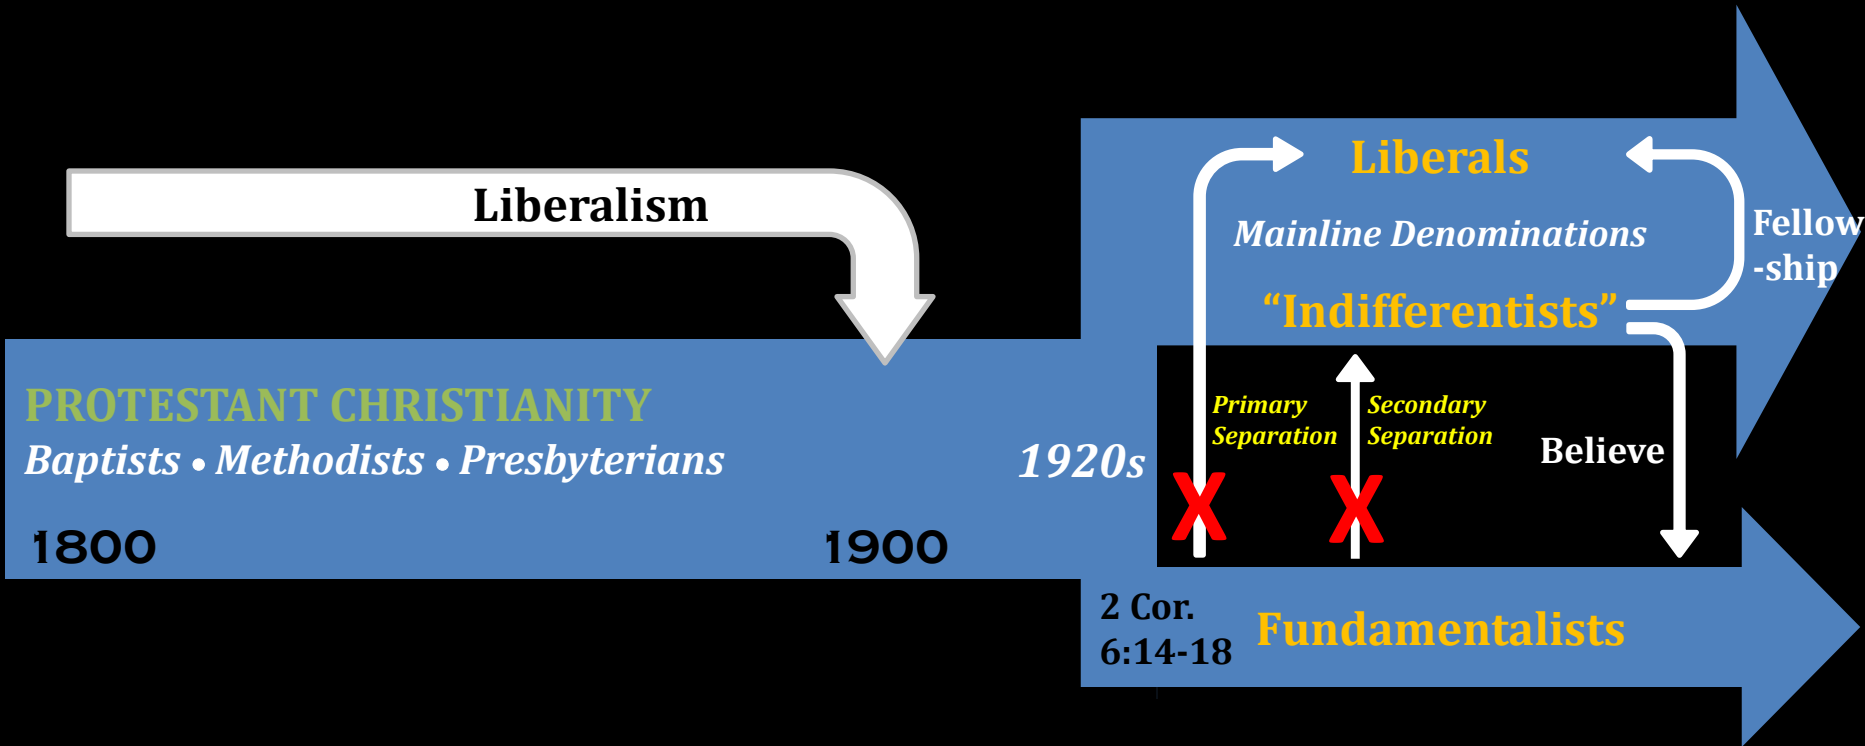 Liberalism
PROTESTANT CHRISTIANITY
Baptists • Methodists • Presbyterians
1800
1900
1920s
Liberals
Mainline Denominations
“Indifferentists”
Fellow
-ship
Primary
Separation
Secondary
Separation
Believe
X
X
2 Cor.
6:14-18
Fundamentalists